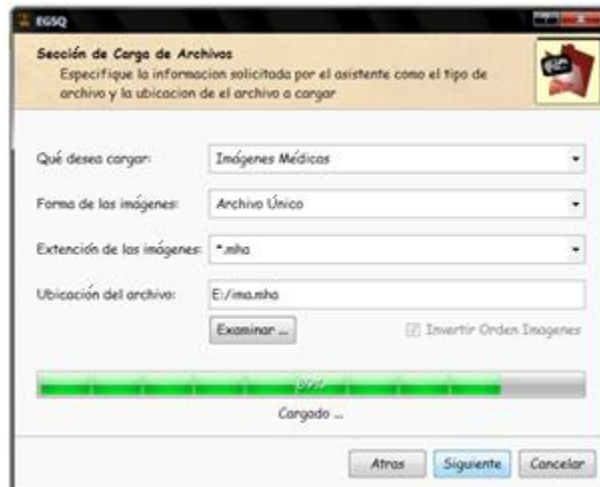 EGSQ
Sección de Carga de Archivos
Especifique la informacion solicitada por el asistente como el tipo de
archivo y la ubicacion de el archivo a cargar
Qué desea cargar: Imágenes Médicas
Forma de las imágenes: Archivo Único
Extención de las imágenes: *.mha
Ubicación del archivo: E:/ima.mha
Examinar ... Invertir Orden Imagenes
Cargado ...
Atras Siguiente Cancelar